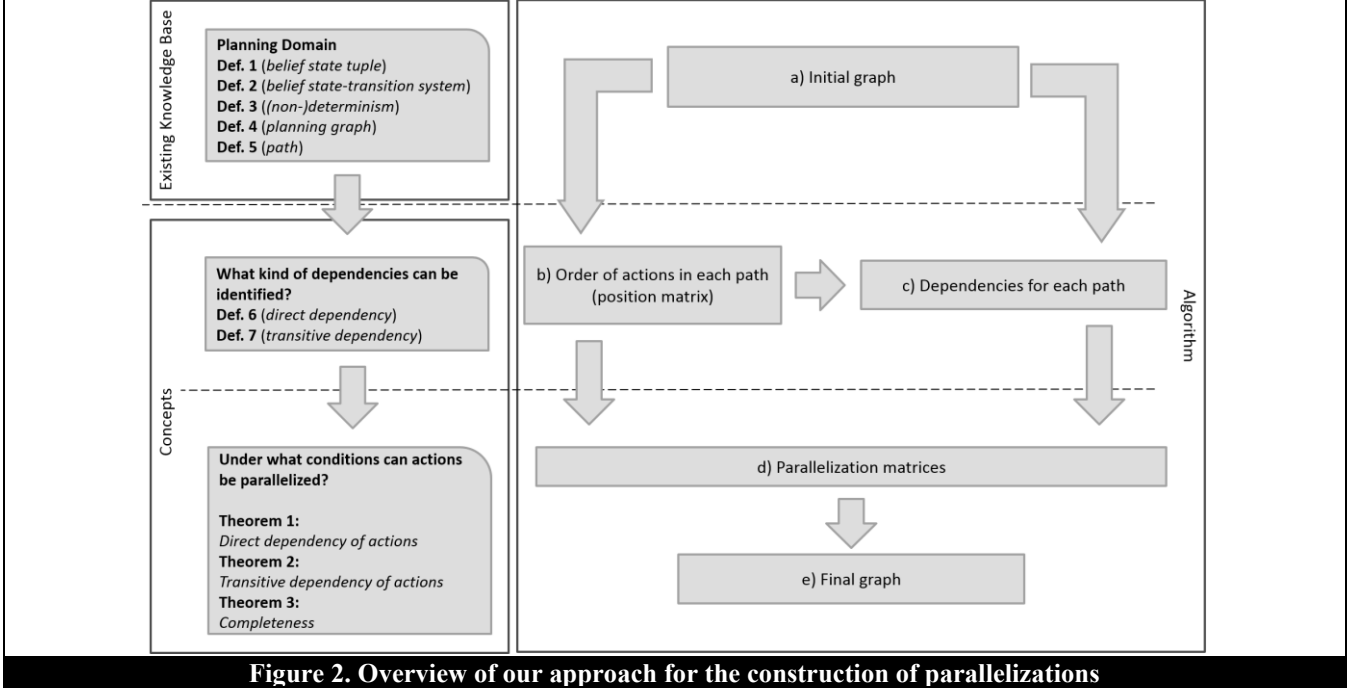 Existing Knowledge Base
Planning Domain
Def. 1 (belief state tuple)
Def. 2 (belief state-transition system)
Def. 3 ((non-)determinism)
Def. 4 (planning graph)
Def. 5 (path)
Concepts
What kind of dependencies can be
identified?
Def. 6 (direct dependency)
Def. 7 (transitive dependency)
Under what conditions can actions
be parallelized?
Theorem 1:
Direct dependency of actions
Theorem 2:
Transitive dependency of actions
Theorem 3:
Completeness
a) Initial graph
b) Order of actions in each path
(position matrix)
c) Dependencies for each path
Algorithm
d) Parallelization matrices
e) Final graph
Figure 2. Overview of our approach for the construction of parallelizations